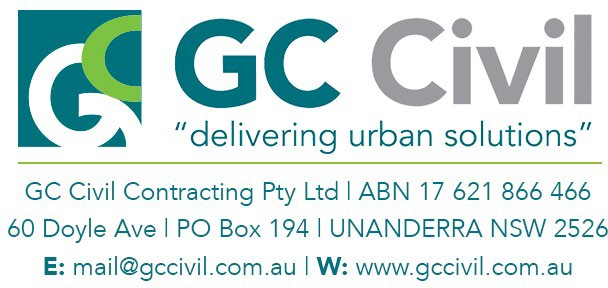 GC
GC Civil
“delivering urban solutions”
GC Civil Contracting Pty Ltd | ABN 17 621 866 466
60 Doyle Ave | PO Box 194 | UNANDERRA NSW 2526
E: mail@gccivil.com.au | W: www.gccivil.com.au